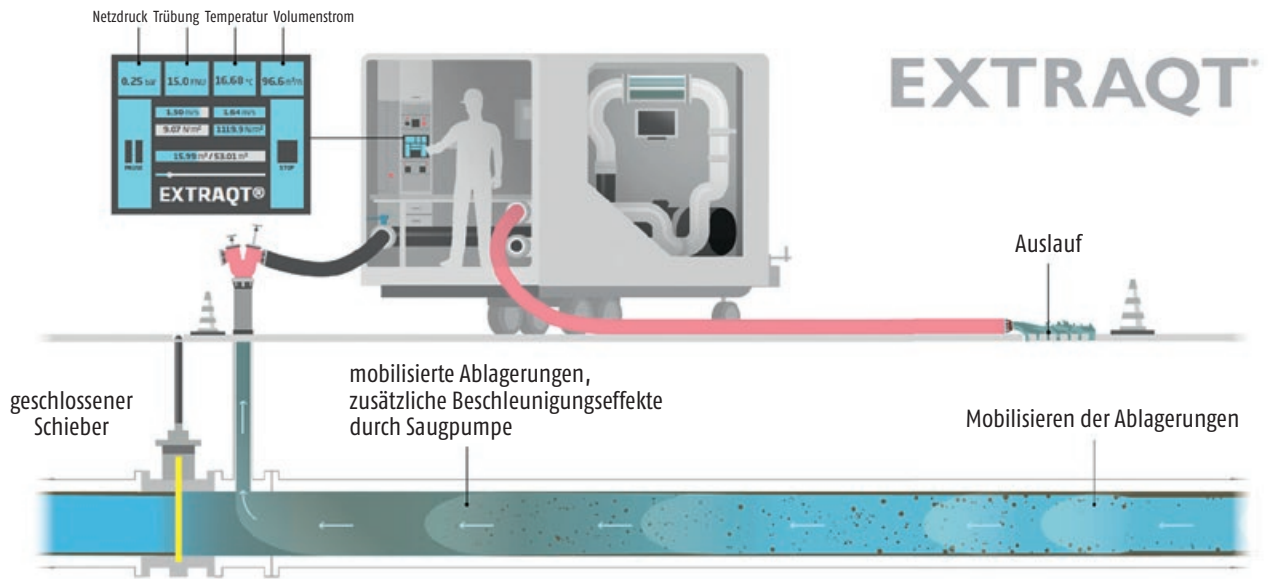 Netzdruck Trübung Temperatur Volumenstrom
EXTRAQT®
0.25 bar 15.0 FNU 16.68 °C 96.6 m³/h
1.50 m/s 1.64 m/s
9.07 N/m² 1119.9 N/m²
15.99 m³ / 53.01 m³
PAUSE STOP
EXTRAQT®
Auslauf
geschlossener
Schieber
mobilisierte Ablagerungen,
zusätzliche Beschleunigungseffekte
durch Saugpumpe
Mobilisieren der Ablagerungen